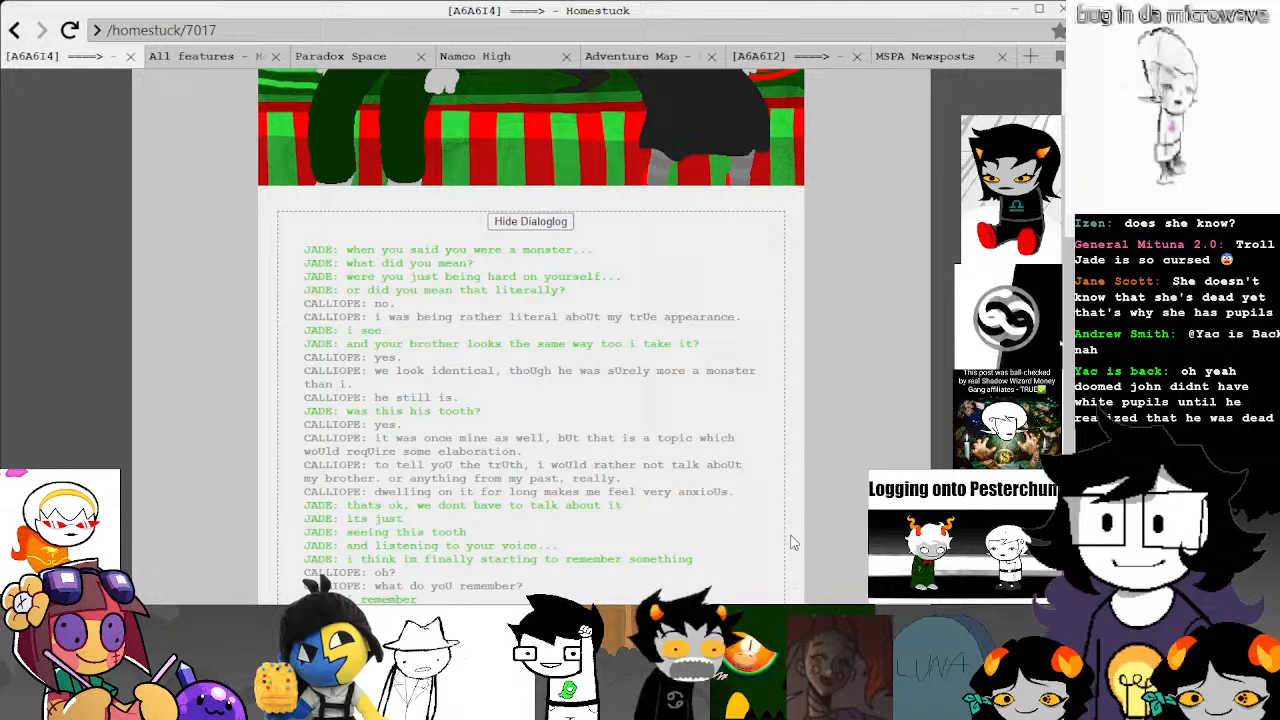 [A6A6I4] ====> - Homestuck
/homestuck/7017
[A6A6I4] ====> -
All features -
Paradox Space
Namco High
Adventure Map -
[A6A6I2] ====> -
MSPA Newsposts
bug in da microwave
Hide Dialoglog
JADE: when you said you were a monster...
JADE: what did you mean?
JADE: were you just being hard on yourself...
JADE: or did you mean that literally?
CALLIOPE: no.
CALLIOPE: i was being rather literal aboUt my trUe appearance.
JADE: i see.
JADE: and your brother looks the same way too i take it?
CALLIOPE: yes.
CALLIOPE: we look identical, thoUgh he was sUrely more a monster
than i.
CALLIOPE: he still is.
JADE: was this his tooth?
CALLIOPE: yes.
CALLIOPE: it was once mine as well, bUt that is a topic which
woUld reqUire some elaboration.
CALLIOPE: to tell yoU the trUth, i woUld rather not talk aboUt
my brother. or anything from my past, really.
CALLIOPE: dwelling on it for long makes me feel very anxioUs.
JADE: thats ok, we dont have to talk about it
JADE: its just
JADE: seeing this tooth
JADE: and listening to your voice...
JADE: i think im finally starting to remember something
CALLIOPE: oh?
CALLIOPE: what do yoU remember?
remember
Izen: does she know?
General Mituna 2.0: Troll
Jade is so cursed 😨
Jane Scott: She doesn't
know that she's dead yet
that's why she has pupils
Andrew Smith: @Yac is Back
nah
Yac is back: oh yeah
doomed john didnt have
white pupils until he
realized that he was dead
This post was ball-checked
by real Shadow Wizard Money
Gang affiliates - TRUE✅
Logging onto Pesterchum
LUNA